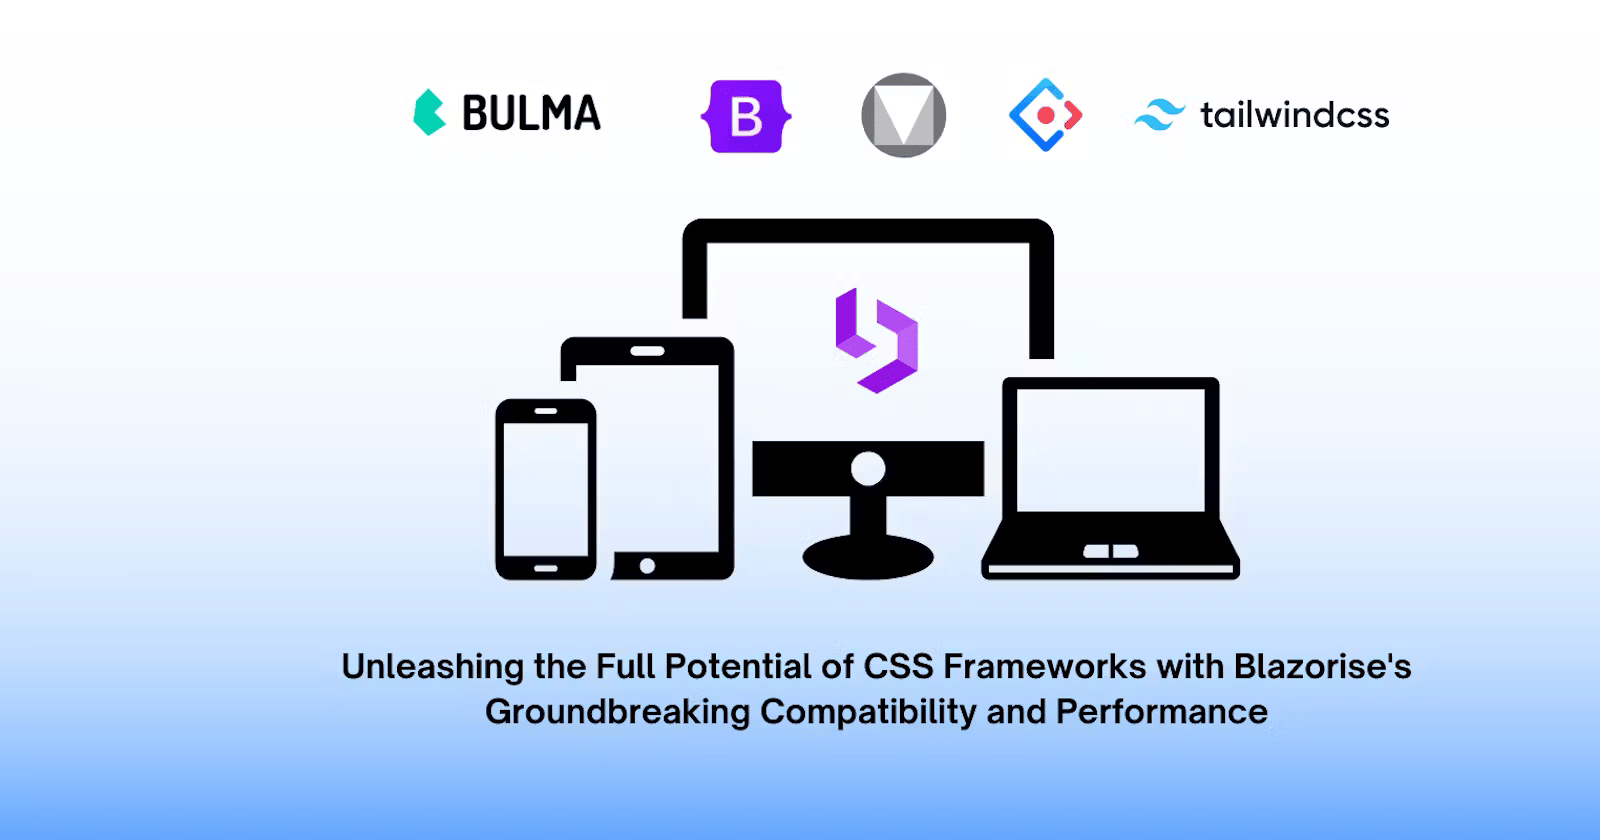 BULMA
B
tailwindcss
Unleashing the Full Potential of CSS Frameworks with Blazorise's
Groundbreaking Compatibility and Performance